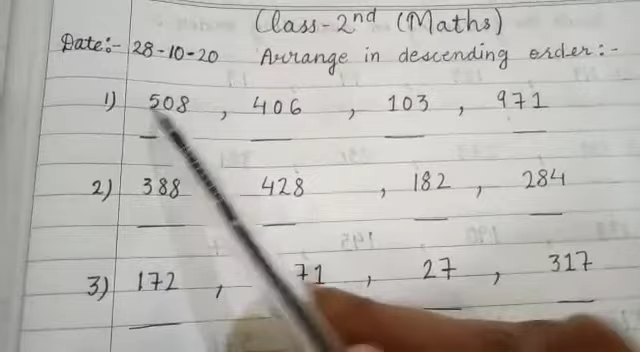 Class-2nd (Maths)
Date:- 28-10-20 Arrange in descending order:-
1) 508 , 406 , 103 , 971
2) 388 428 , 182 , 284
3) 172 , 71 , 27 , 317